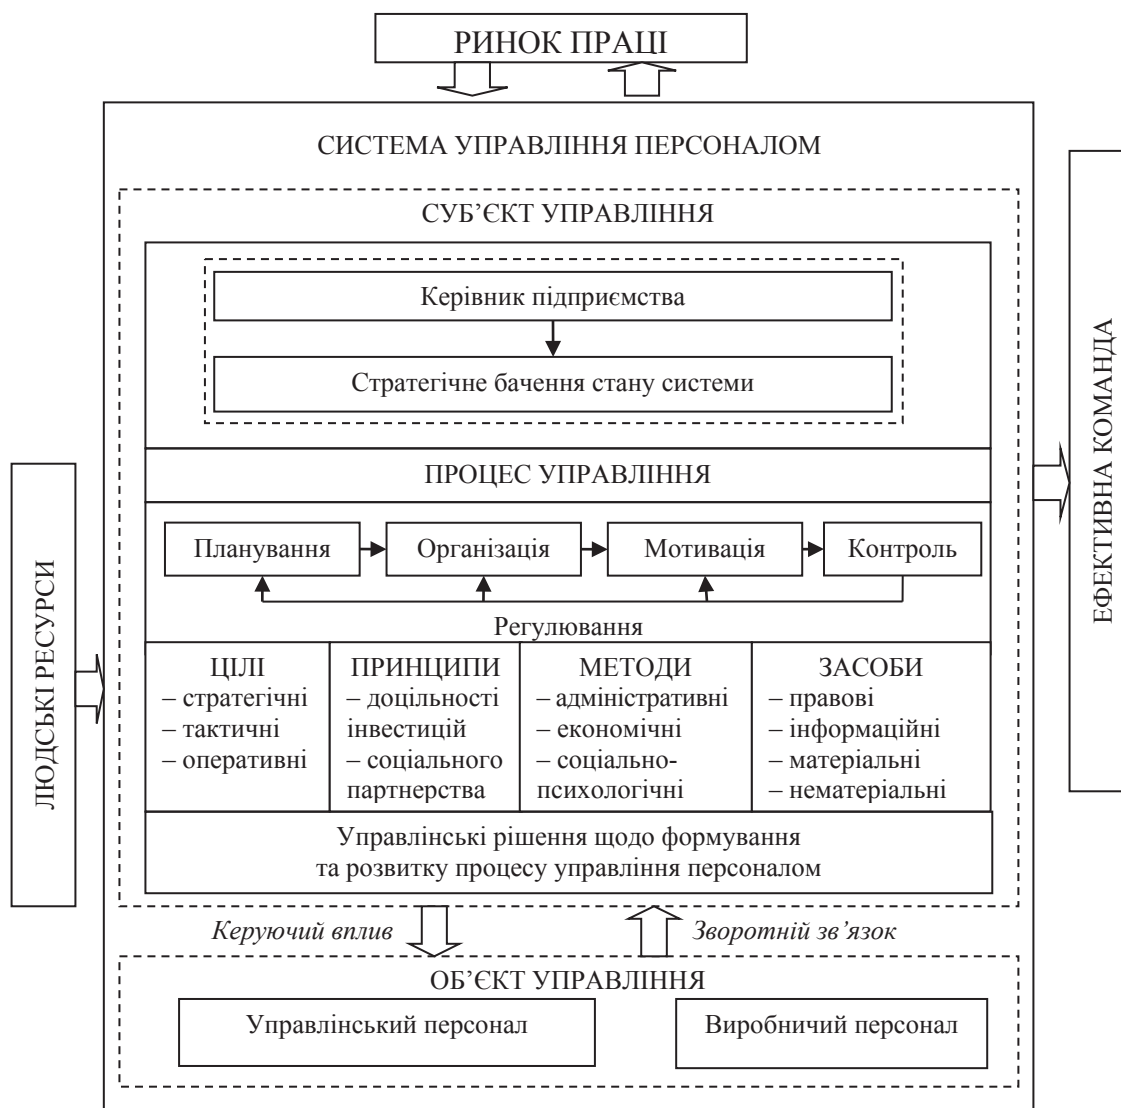 РИНОК ПРАЦІ
СИСТЕМА УПРАВЛІННЯ ПЕРСОНАЛОМ
СУБ’ЄКТ УПРАВЛІННЯ
Керівник підприємства
Стратегічне бачення стану системи
ПРОЦЕС УПРАВЛІННЯ
Планування
Організація
Мотивація
Контроль
Регулювання
ЦІЛІ
– стратегічні
– тактичні
– оперативні
ПРИНЦИПИ
– доцільності
інвестицій
– соціального
партнерства
МЕТОДИ
– адміністративні
– економічні
– соціально-
психологічні
ЗАСОБИ
– правові
– інформаційні
– матеріальні
– нематеріальні
Управлінські рішення щодо формування
та розвитку процесу управління персоналом
Керуючий вплив
Зворотній зв’язок
ОБ’ЄКТ УПРАВЛІННЯ
Управлінський персонал
Виробничий персонал
ЛЮДСЬКІ РЕСУРСИ
ЕФЕКТИВНА КОМАНДА